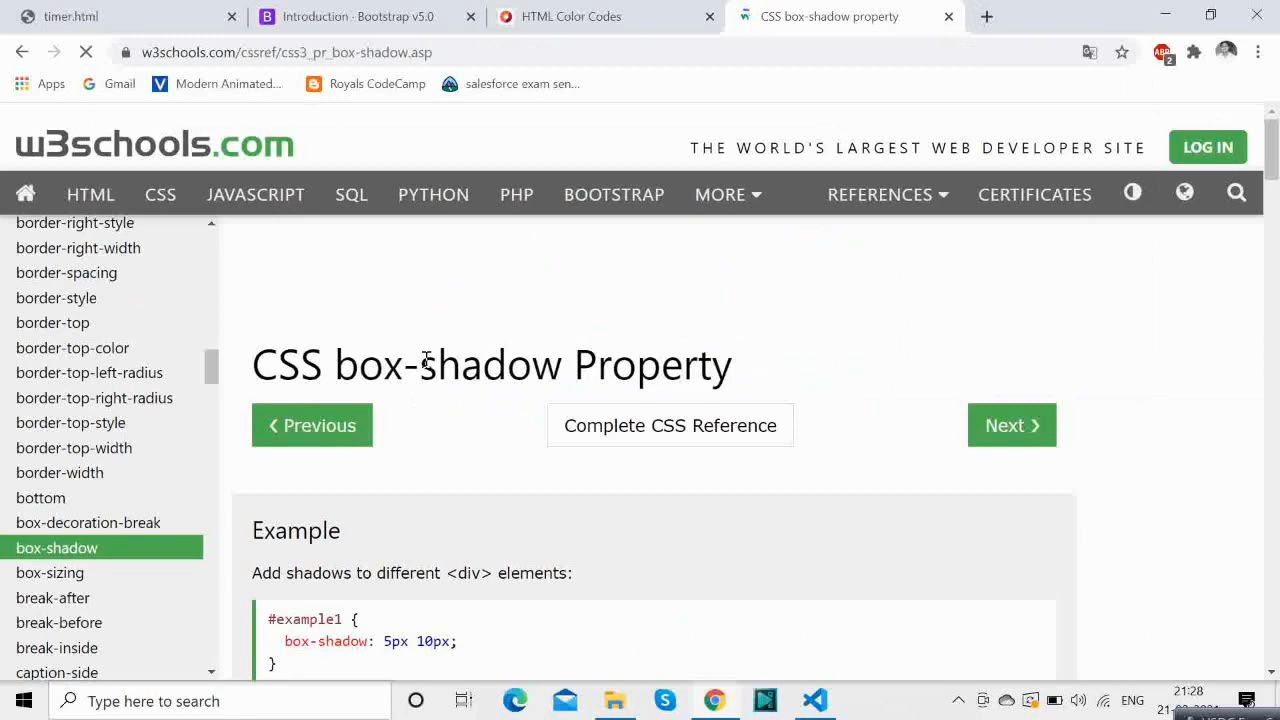 timer.html
Introduction · Bootstrap v5.0
HTML Color Codes
CSS box-shadow property
w3schools.com/cssref/css3_pr_box-shadow.asp
ABP
2
Apps
Gmail
Modern Animated...
Royals CodeCamp
salesforce exam sen...
w3schools.com
THE WORLD'S LARGEST WEB DEVELOPER SITE
LOG IN
HTML
CSS
JAVASCRIPT
SQL
PYTHON
PHP
BOOTSTRAP
MORE
REFERENCES
CERTIFICATES
border-right-style
border-right-width
border-spacing
border-style
border-top
border-top-color
border-top-left-radius
border-top-right-radius
border-top-style
border-top-width
border-width
bottom
box-decoration-break
box-shadow
box-sizing
break-after
break-before
break-inside
caption-side
CSS box-shadow Property
❮ Previous
Complete CSS Reference
Next ❯
Example
Add shadows to different <div> elements:
#example1 {
box-shadow: 5px 10px;
}
Type here to search
ENG
21:28